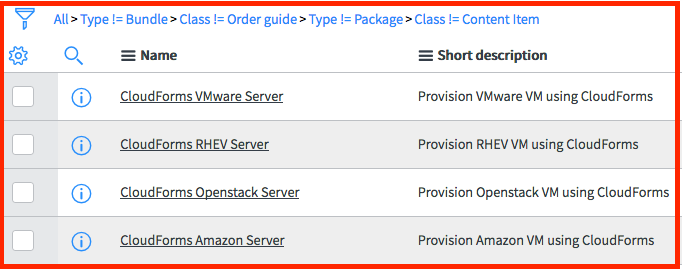 All > Type != Bundle > Class != Order guide > Type != Package > Class != Content Item
Name Short description
CloudForms VMware Server Provision VMware VM using CloudForms
CloudForms RHEV Server Provision RHEV VM using CloudForms
CloudForms Openstack Server Provision Openstack VM using CloudForms
CloudForms Amazon Server Provision Amazon VM using CloudForms